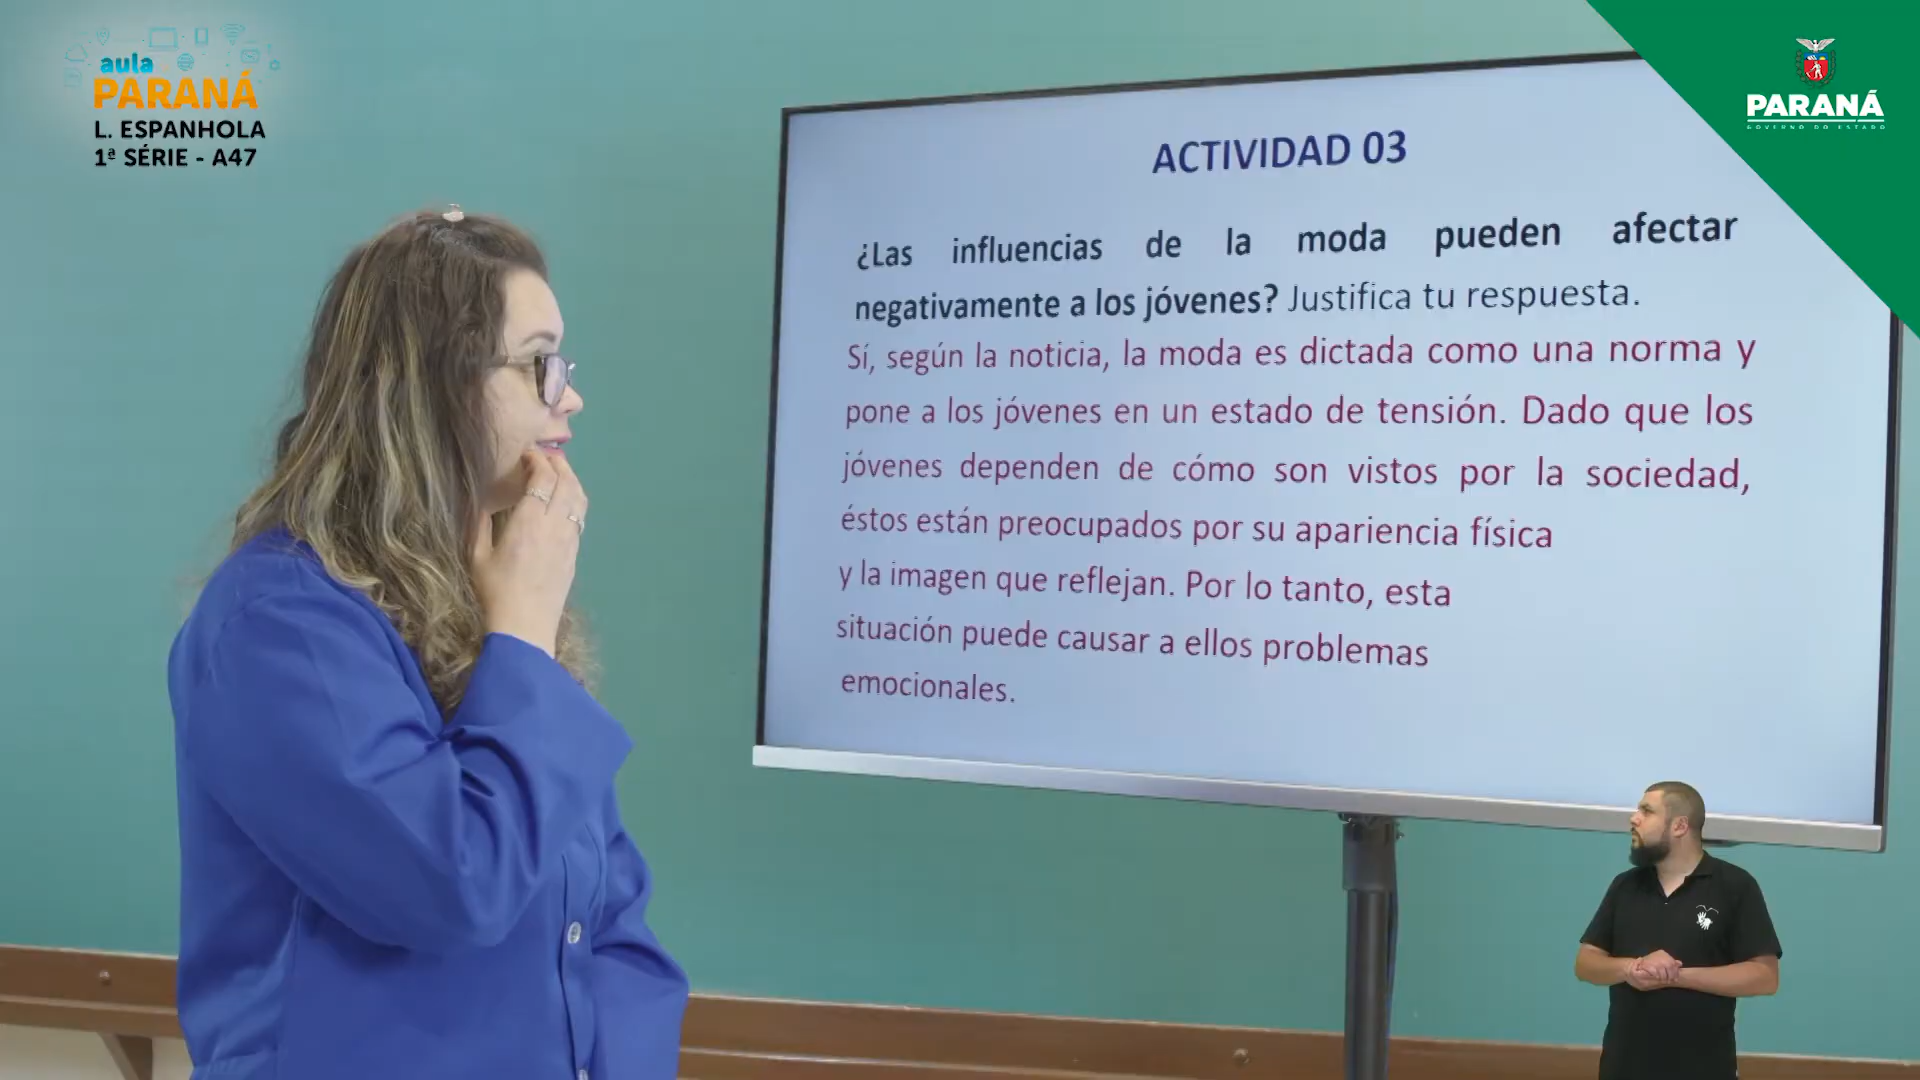 aula
PARANÁ
L. ESPANHOLA
1ª SÉRIE - A47
PARANÁ
GOVERNO DO ESTADO
ACTIVIDAD 03
¿Las influencias de la moda pueden afectar
negativamente a los jóvenes? Justifica tu respuesta.
Sí, según la noticia, la moda es dictada como una norma y
pone a los jóvenes en un estado de tensión. Dado que los
jóvenes dependen de cómo son vistos por la sociedad,
éstos están preocupados por su apariencia física
y la imagen que reflejan. Por lo tanto, esta
situación puede causar a ellos problemas
emocionales.